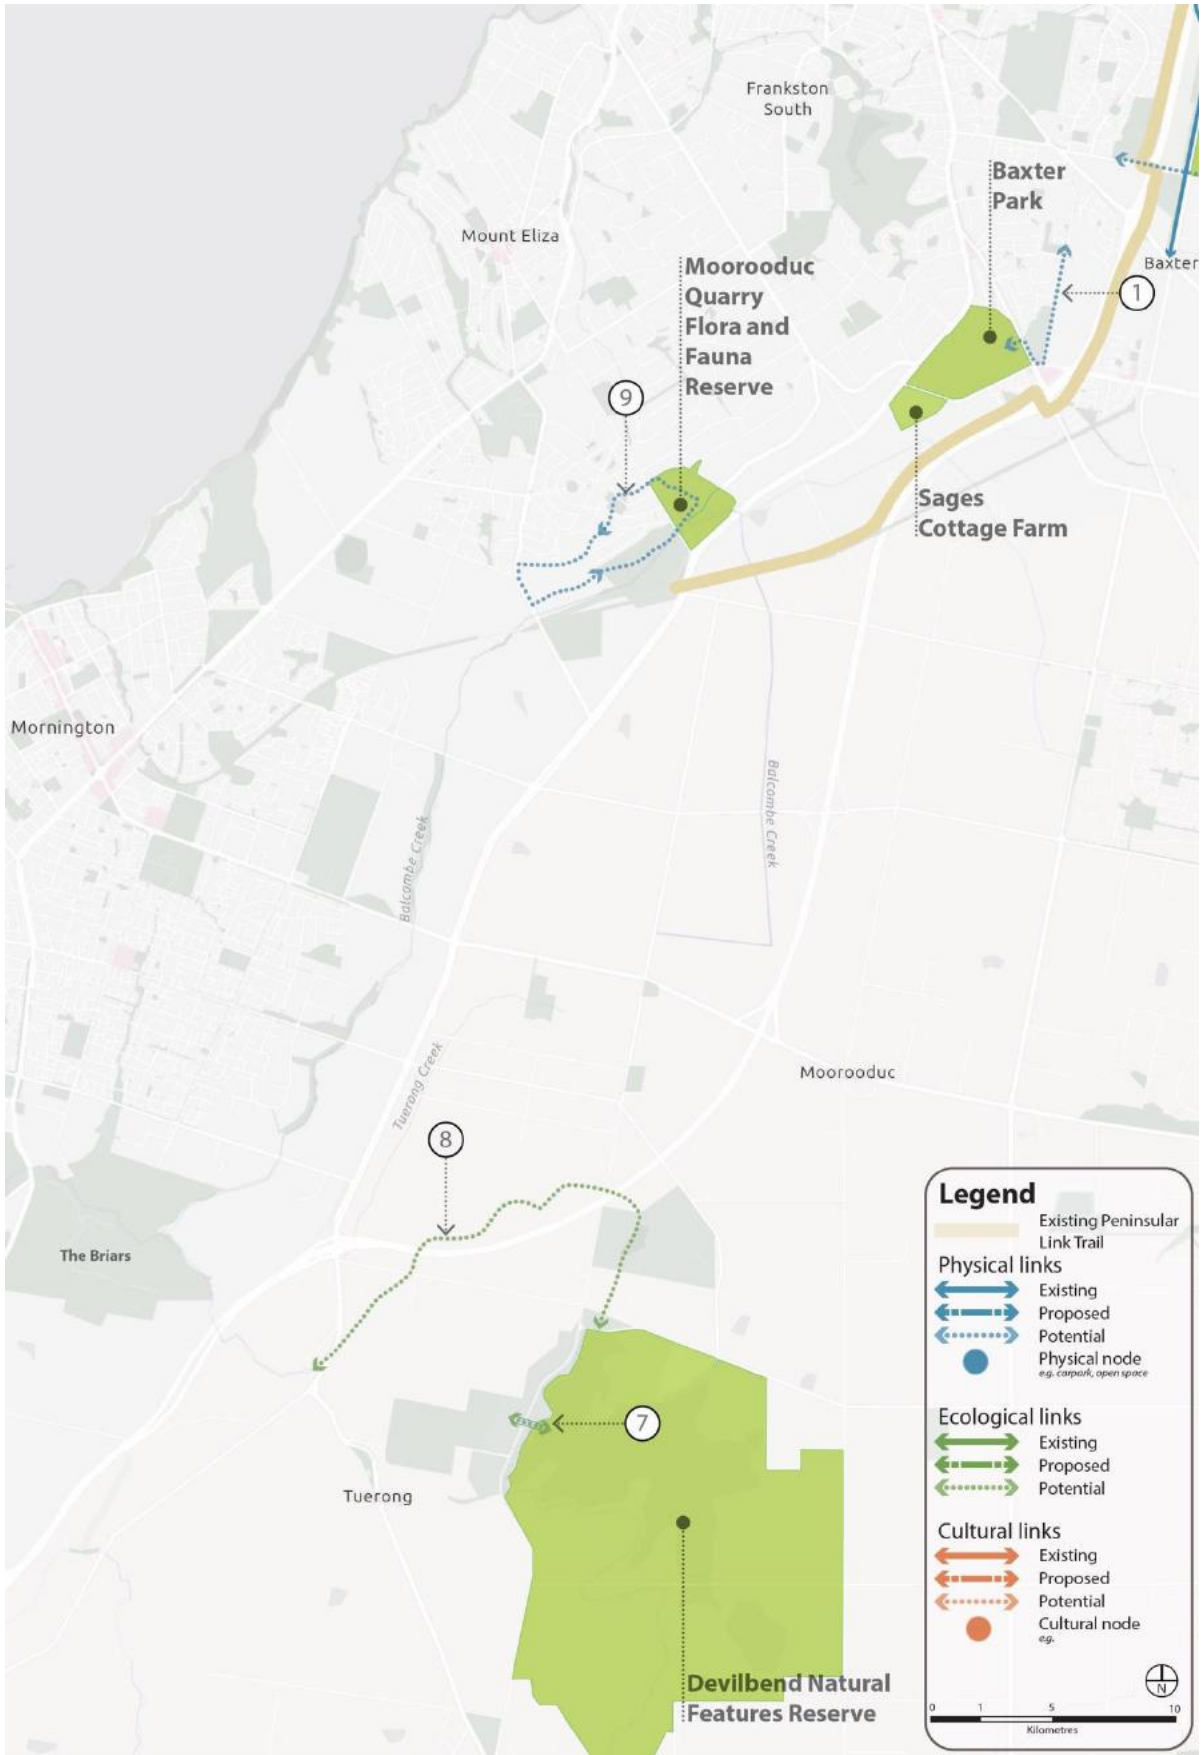 Frankston
South
Baxter
Park
Mount Eliza
Baxter
Moorooduc
Quarry
Flora and
Fauna
Reserve
1
9
Sages
Cottage Farm
Mornington
Balcombe Creek
Balcombe Creek
Tuerong Creek
Moorooduc
8
The Briars
7
Tuerong
Devilbend Natural
Features Reserve
Legend
Existing Peninsular
Link Trail
Physical links
Existing
Proposed
Potential
Physical node
e.g. carpark, open space
Ecological links
Existing
Proposed
Potential
Cultural links
Existing
Proposed
Potential
Cultural node
e.g.
N
0 1 5 10
Kilometres